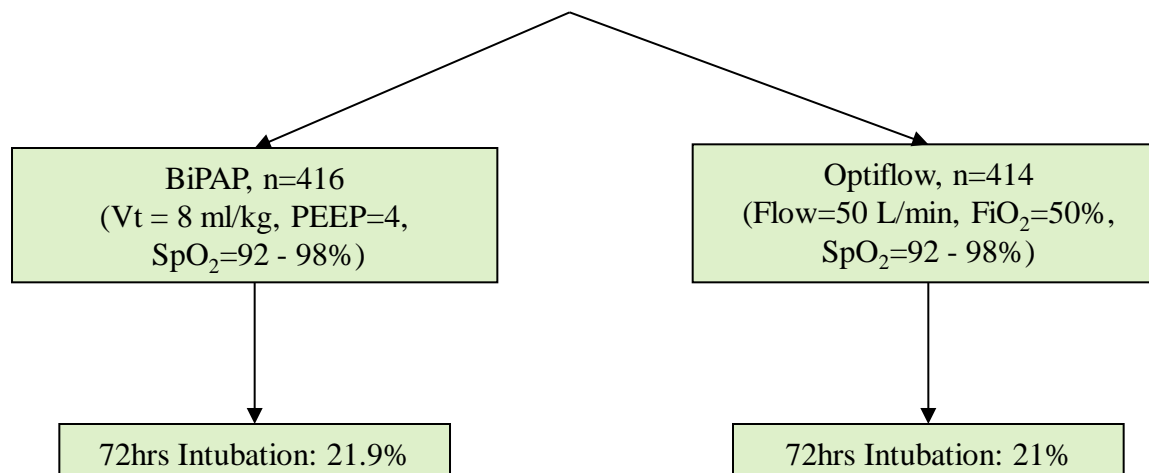 BiPAP, n=416
(Vt = 8 ml/kg, PEEP=4,
SpO₂=92 - 98%)
Optiflow, n=414
(Flow=50 L/min, FiO₂=50%,
SpO₂=92 - 98%)
72hrs Intubation: 21.9%
72hrs Intubation: 21%